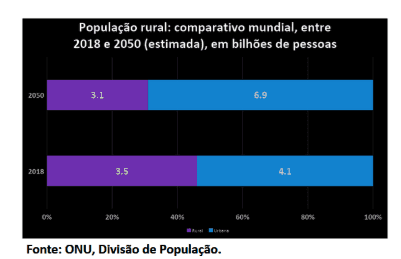 População rural: comparativo mundial, entre
2018 e 2050 (estimada), em bilhões de pessoas
2050
3.1
6.9
2018
3.5
4.1
0%
20%
40%
60%
80%
100%
Rural
Urbana
Fonte: ONU, Divisão de População.